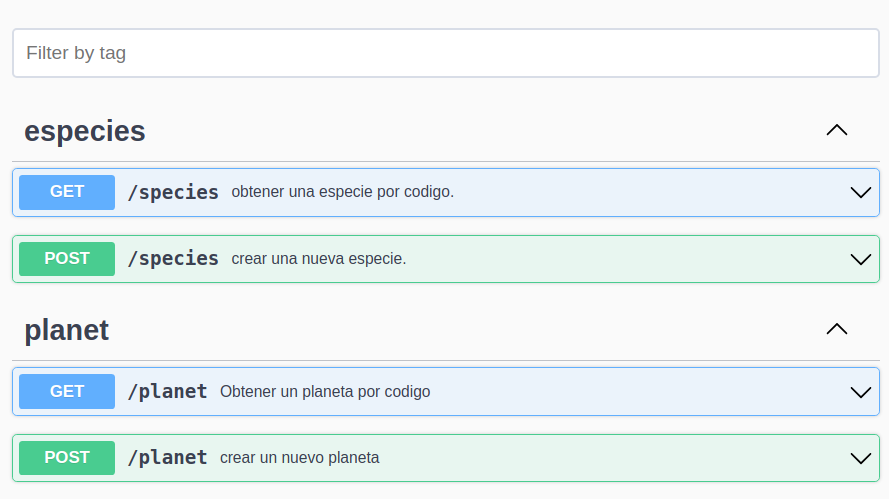 Filter by tag
especies
GET /species obtener una especie por codigo.
POST /species crear una nueva especie.
planet
GET /planet Obtener un planeta por codigo
POST /planet crear un nuevo planeta